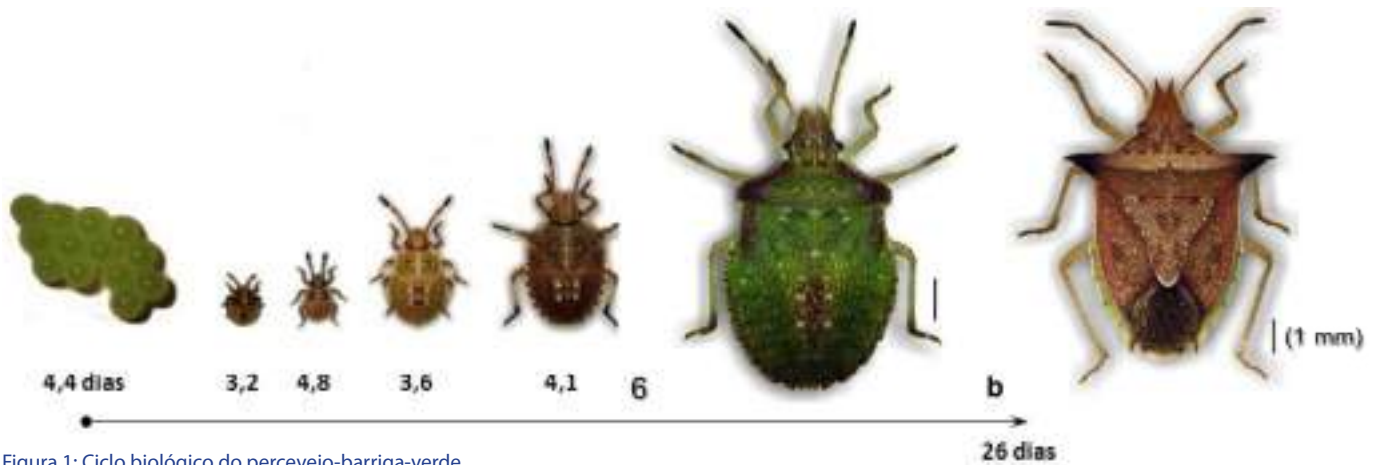 (1 mm)
4,4 dias 3,2 4,8 3,6 4,1 6 b
26 dias
Figura 1: Ciclo biológico do percevejo-barriga-verde